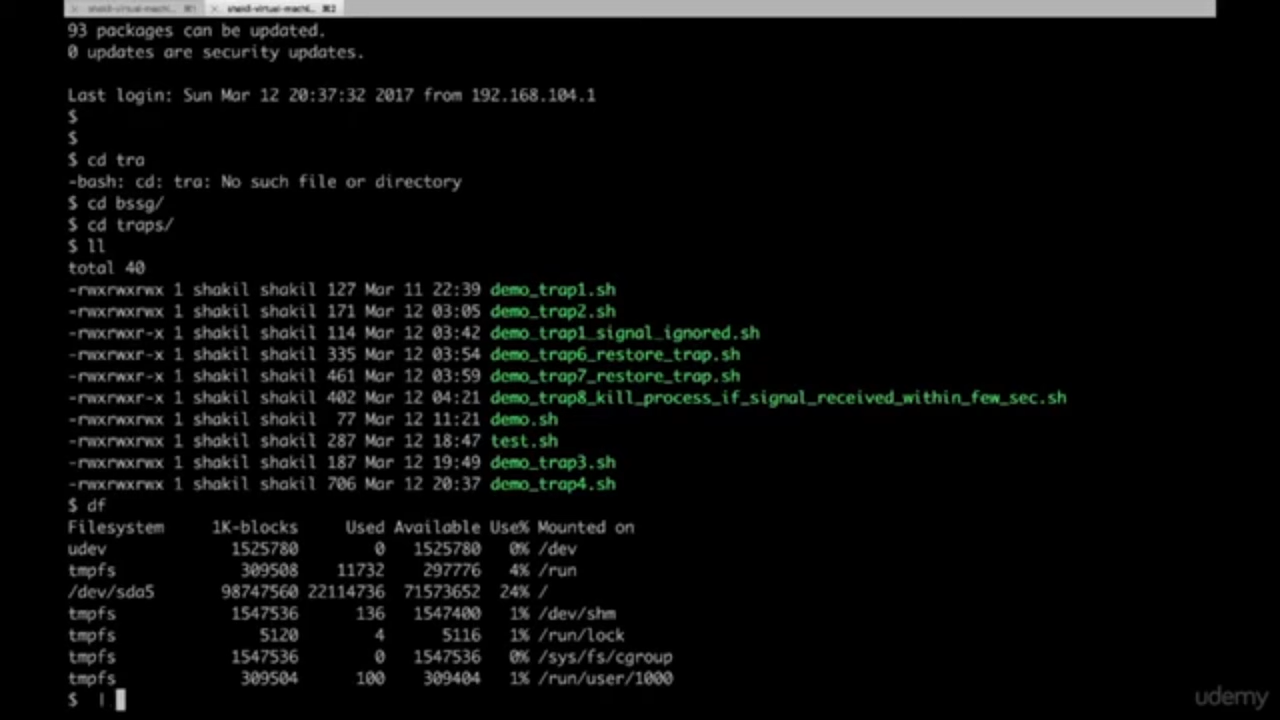 93 packages can be updated.
0 updates are security updates.
Last login: Sun Mar 12 20:37:32 2017 from 192.168.104.1
$
$
$ cd tra
-bash: cd: tra: No such file or directory
$ cd bssg/
$ cd traps/
$ ll
total 40
-rwxrwxrwx 1 shakil shakil 127 Mar 11 22:39 demo_trap1.sh
-rwxrwxrwx 1 shakil shakil 171 Mar 12 03:05 demo_trap2.sh
-rwxrwxr-x 1 shakil shakil 114 Mar 12 03:42 demo_trap1_signal_ignored.sh
-rwxrwxr-x 1 shakil shakil 335 Mar 12 03:54 demo_trap6_restore_trap.sh
-rwxrwxr-x 1 shakil shakil 461 Mar 12 03:59 demo_trap7_restore_trap.sh
-rwxrwxr-x 1 shakil shakil 402 Mar 12 04:21 demo_trap8_kill_process_if_signal_received_within_few_sec.sh
-rwxrwxrwx 1 shakil shakil 77 Mar 12 11:21 demo.sh
-rwxrwxrwx 1 shakil shakil 287 Mar 12 18:47 test.sh
-rwxrwxrwx 1 shakil shakil 187 Mar 12 19:49 demo_trap3.sh
-rwxrwxrwx 1 shakil shakil 706 Mar 12 20:37 demo_trap4.sh
$ df
Filesystem 1K-blocks Used Available Use% Mounted on
udev 1525780 0 1525780 0% /dev
tmpfs 309508 11732 297776 4% /run
/dev/sda5 98747560 22114736 71573652 24% /
tmpfs 1547536 136 1547400 1% /dev/shm
tmpfs 5120 4 5116 1% /run/lock
tmpfs 1547536 0 1547536 0% /sys/fs/cgroup
tmpfs 309504 100 309404 1% /run/user/1000
$ |
udemy